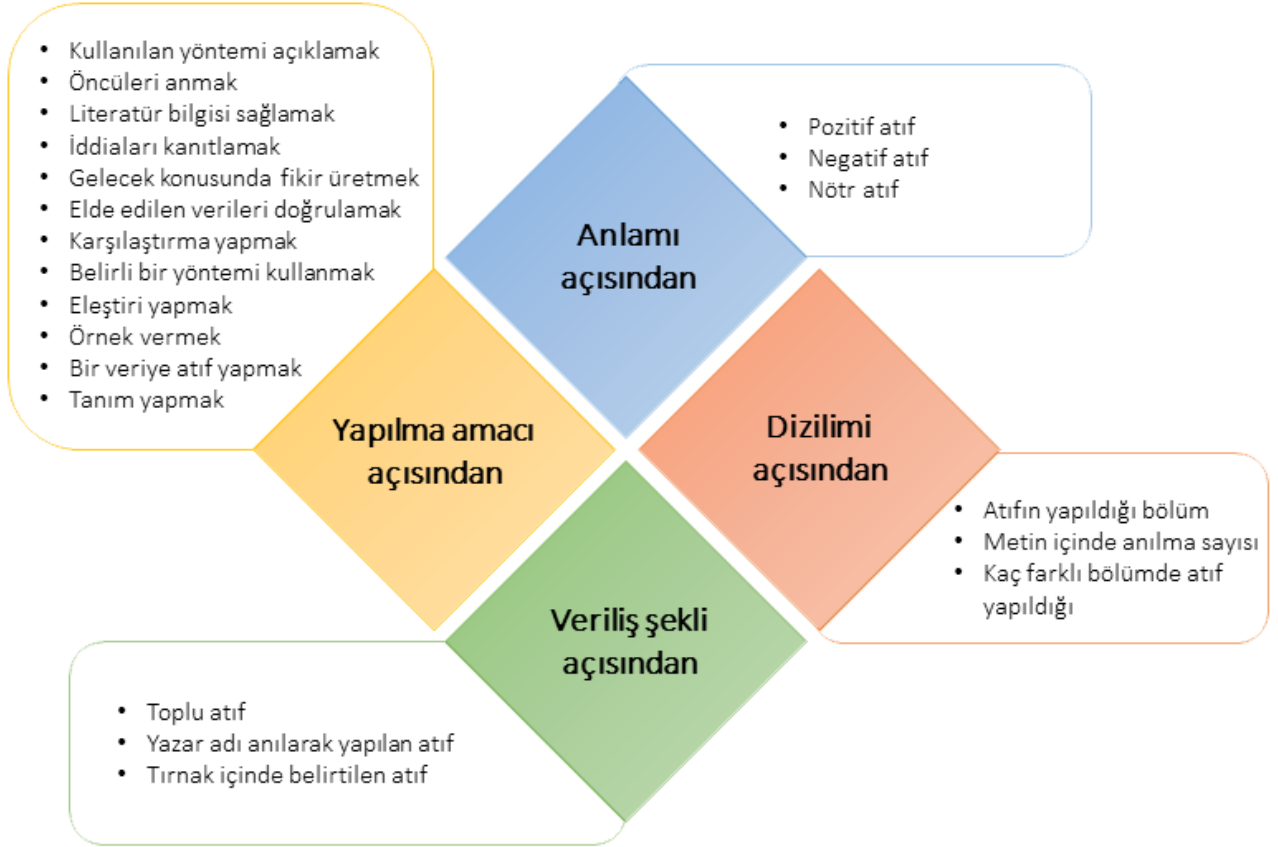 • Kullanılan yöntemi açıklamak
• Öncüleri anmak
• Literatür bilgisi sağlamak
• İddiaları kanıtlamak
• Gelecek konusunda fikir üretmek
• Elde edilen verileri doğrulamak
• Karşılaştırma yapmak
• Belirli bir yöntemi kullanmak
• Eleştiri yapmak
• Örnek vermek
• Bir veriye atıf yapmak
• Tanım yapmak
Yapılma amacı
açısından
Anlamı
açısından
• Pozitif atıf
• Negatif atıf
• Nötr atıf
Dizilimi
açısından
• Atıfın yapıldığı bölüm
• Metin içinde anılma sayısı
• Kaç farklı bölümde atıf
yapıldığı
Veriliş şekli
açısından
• Toplu atıf
• Yazar adı anılarak yapılan atıf
• Tırnak içinde belirtilen atıf